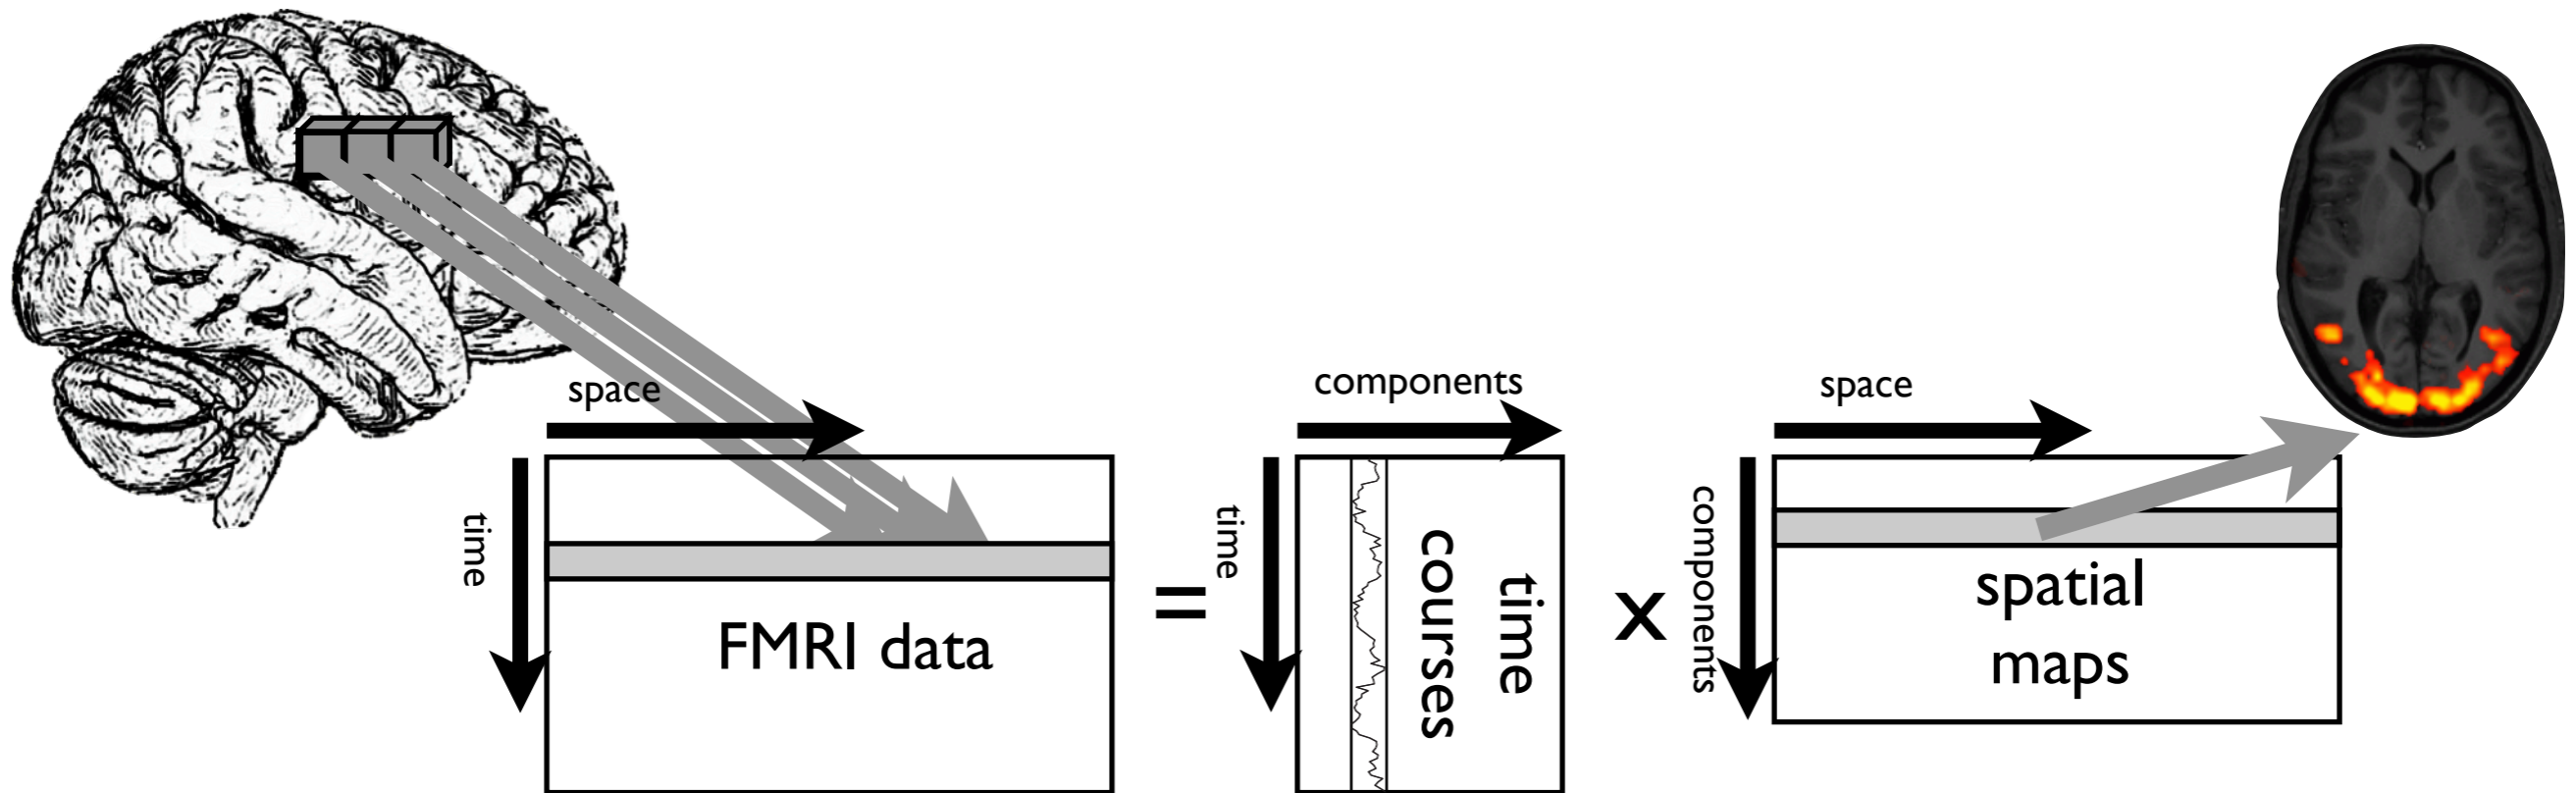 space
components
space
time
FMRI data
=
time
time
courses
x
components
spatial
maps